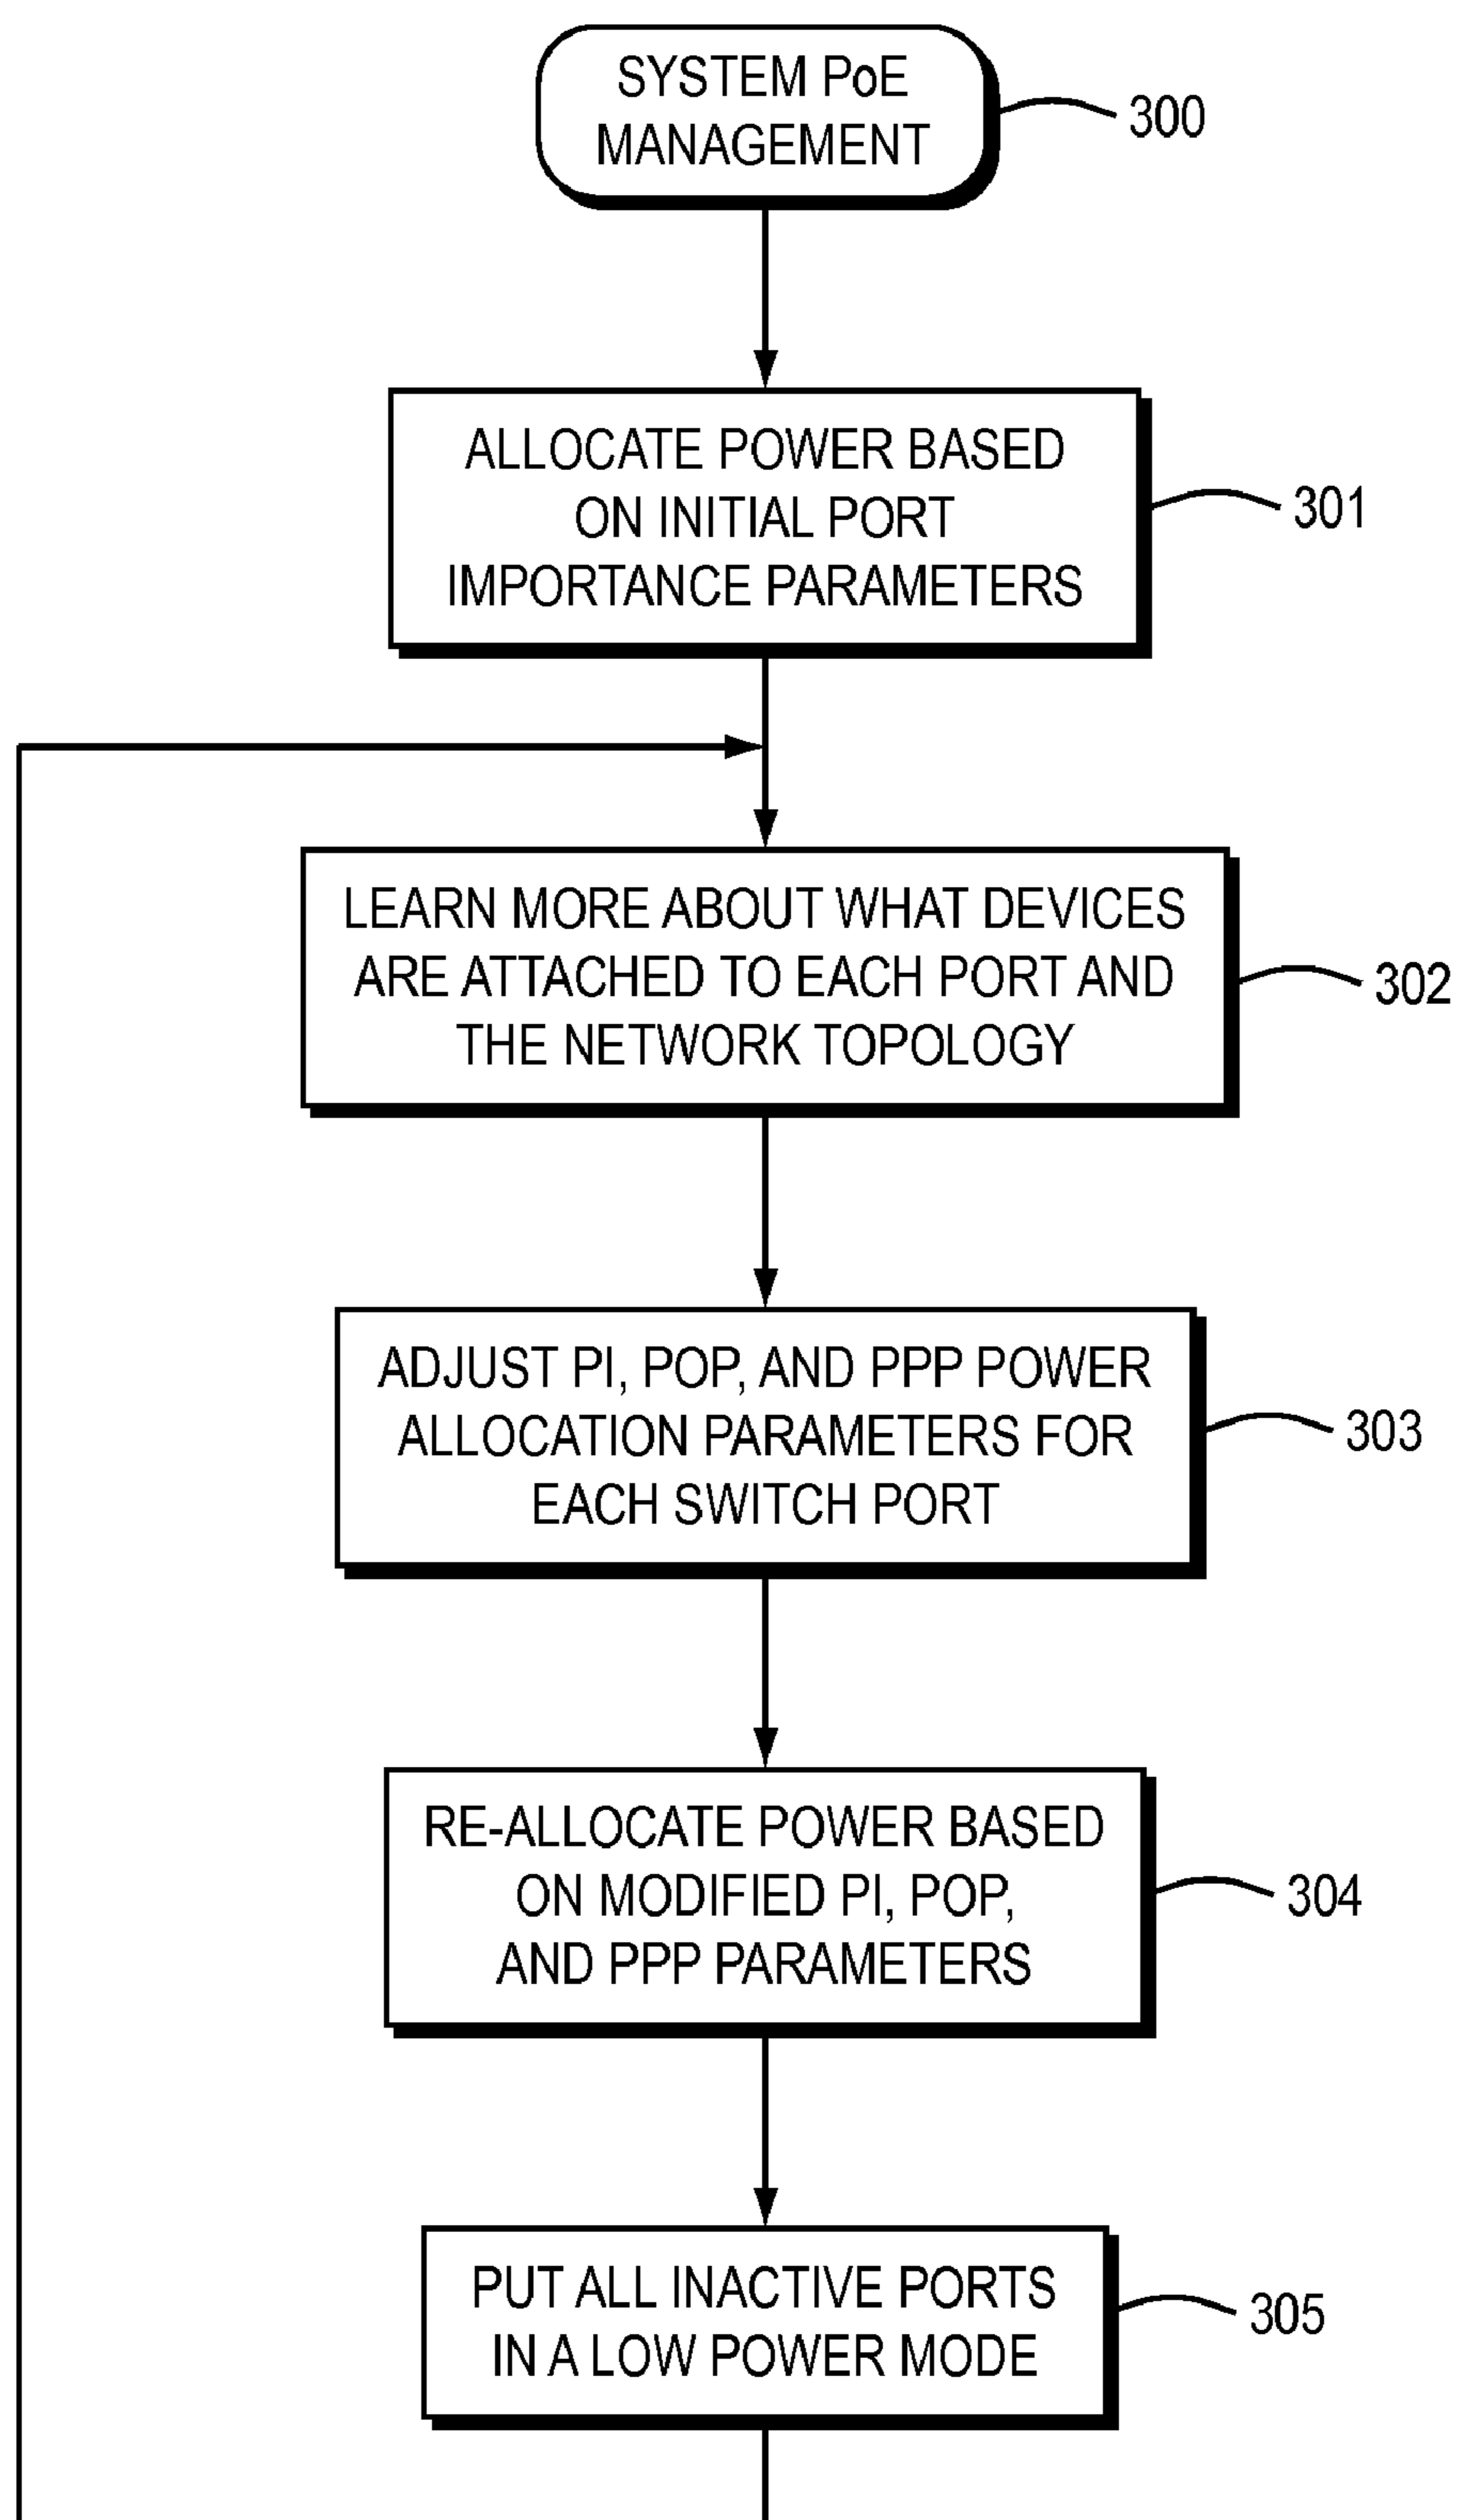 SYSTEM PoE
MANAGEMENT
300
ALLOCATE POWER BASED
ON INITIAL PORT
IMPORTANCE PARAMETERS
301
LEARN MORE ABOUT WHAT DEVICES
ARE ATTACHED TO EACH PORT AND
THE NETWORK TOPOLOGY
302
ADJUST PI, POP, AND PPP POWER
ALLOCATION PARAMETERS FOR
EACH SWITCH PORT
303
RE-ALLOCATE POWER BASED
ON MODIFIED PI, POP,
AND PPP PARAMETERS
304
PUT ALL INACTIVE PORTS
IN A LOW POWER MODE
305